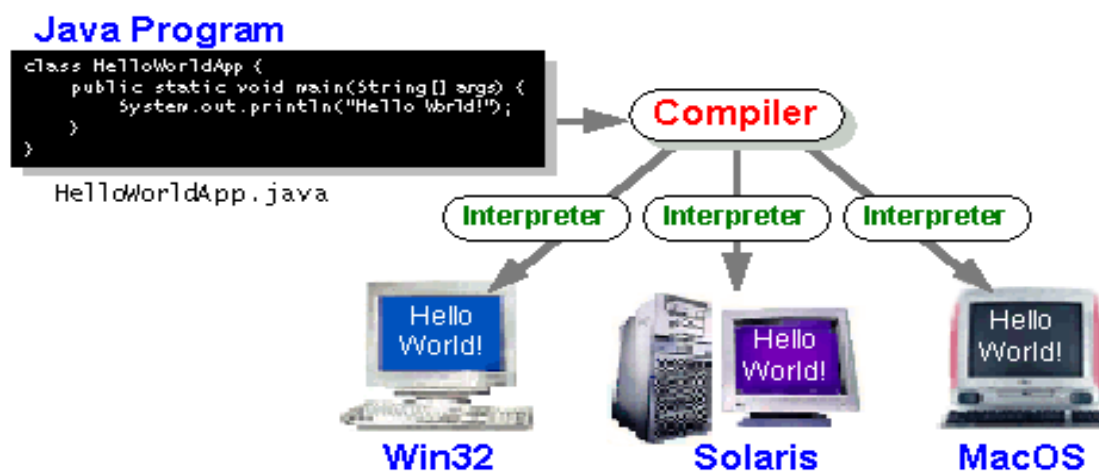 Java Program
class HelloWorldApp {
public static void main(String[] args) {
System.out.println("Hello World!");
}
}
HelloWorldApp.java
Compiler
Interpreter
Interpreter
Interpreter
Hello
World!
Hello
World!
Hello
World!
Win32
Solaris
MacOS